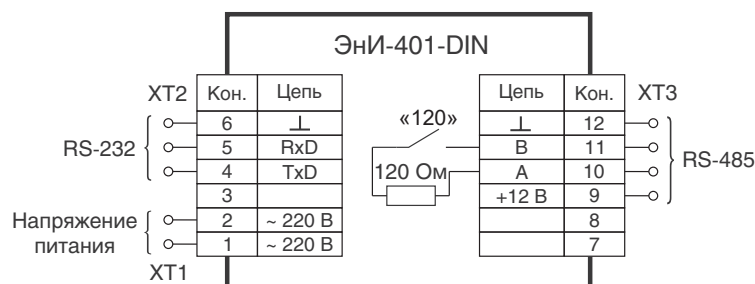 ЭнИ-401-DIN
XT2 Кон. Цепь
6 ⊥
5 RxD
4 TxD
3
2 ~ 220 В
1 ~ 220 В
RS-232
Напряжение
питания
XT1
«120»
120 Ом
Цепь Кон. XT3
⊥ 12
B 11
A 10
+12 В 9
8
7
RS-485